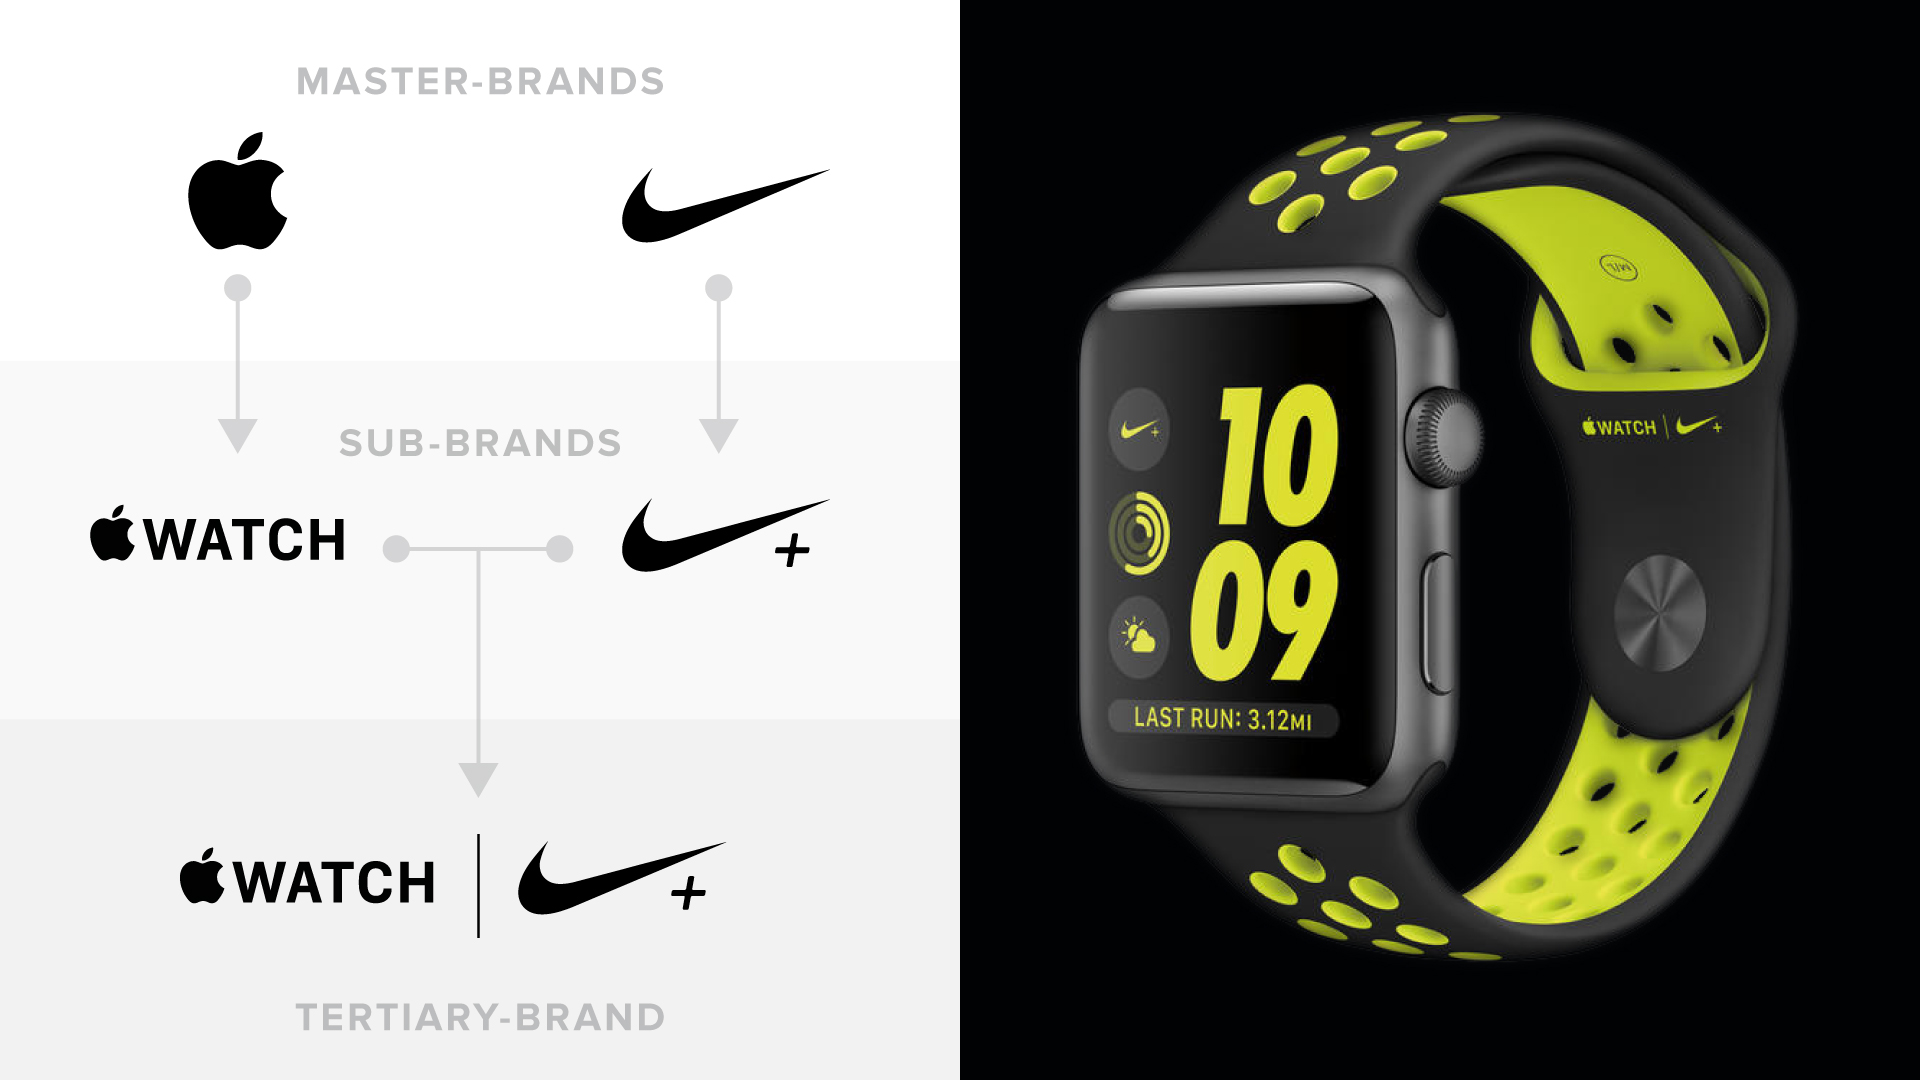 MASTER-BRANDS
SUB-BRANDS
WATCH
+
WATCH
+
TERTIARY-BRAND
10
09
LAST RUN: 3.12MI
M/L
WATCH | +